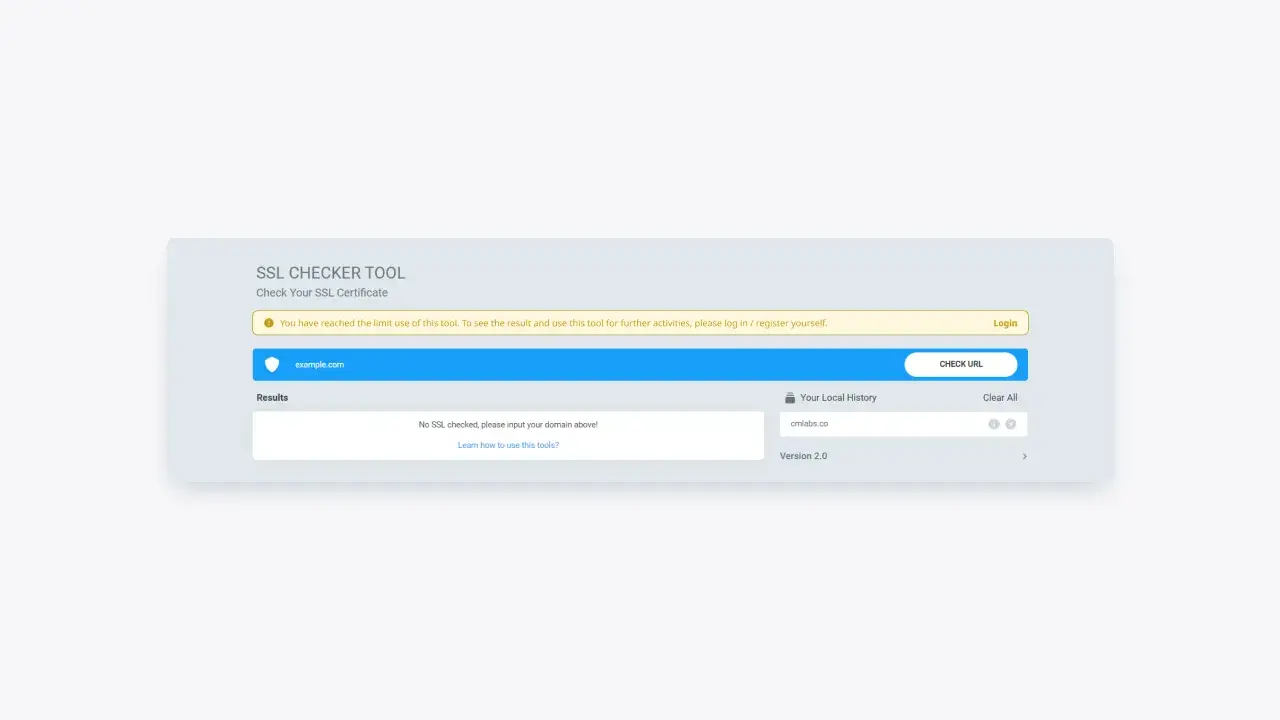 SSL CHECKER TOOL
Check Your SSL Certificate
You have reached the limit use of this tool. To see the result and use this tool for further activities, please log in / register yourself.
Login
example.com
CHECK URL
Results
Your Local History
Clear All
No SSL checked, please input your domain above!
Learn how to use this tools?
cmlabs.co
Version 2.0